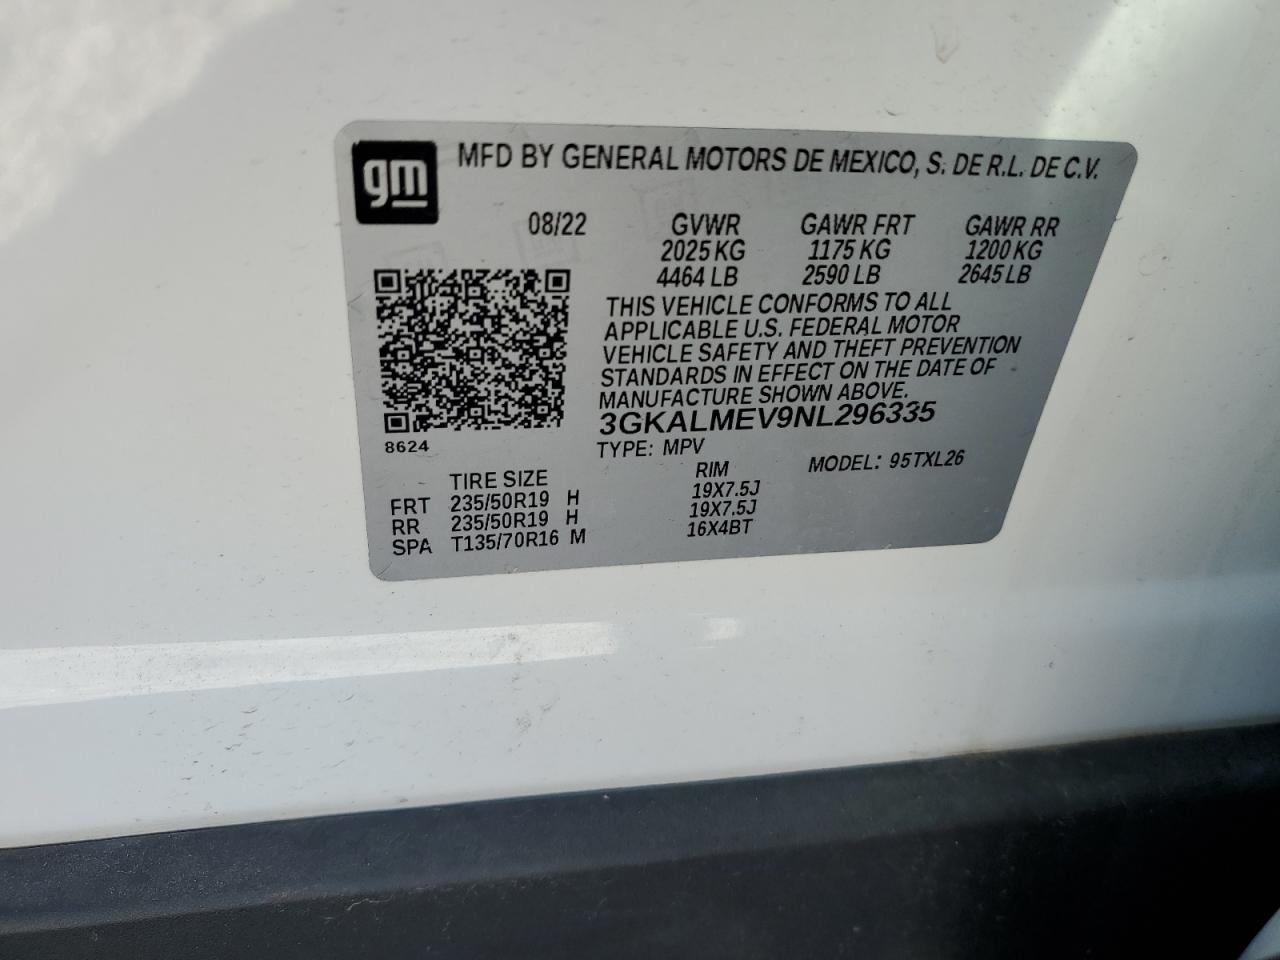 gm
MFD BY GENERAL MOTORS DE MEXICO, S. DE R.L. DE C.V.
08/22 GVWR GAWR FRT GAWR RR
2025 KG 1175 KG 1200 KG
4464 LB 2590 LB 2645 LB
THIS VEHICLE CONFORMS TO ALL
APPLICABLE U.S. FEDERAL MOTOR
VEHICLE SAFETY AND THEFT PREVENTION
STANDARDS IN EFFECT ON THE DATE OF
MANUFACTURE SHOWN ABOVE.
3GKALMEV9NL296335
8624
TYPE: MPV MODEL: 95TXL26
TIRE SIZE RIM
FRT 235/50R19 H 19X7.5J
RR 235/50R19 H 19X7.5J
SPA T135/70R16 M 16X4BT